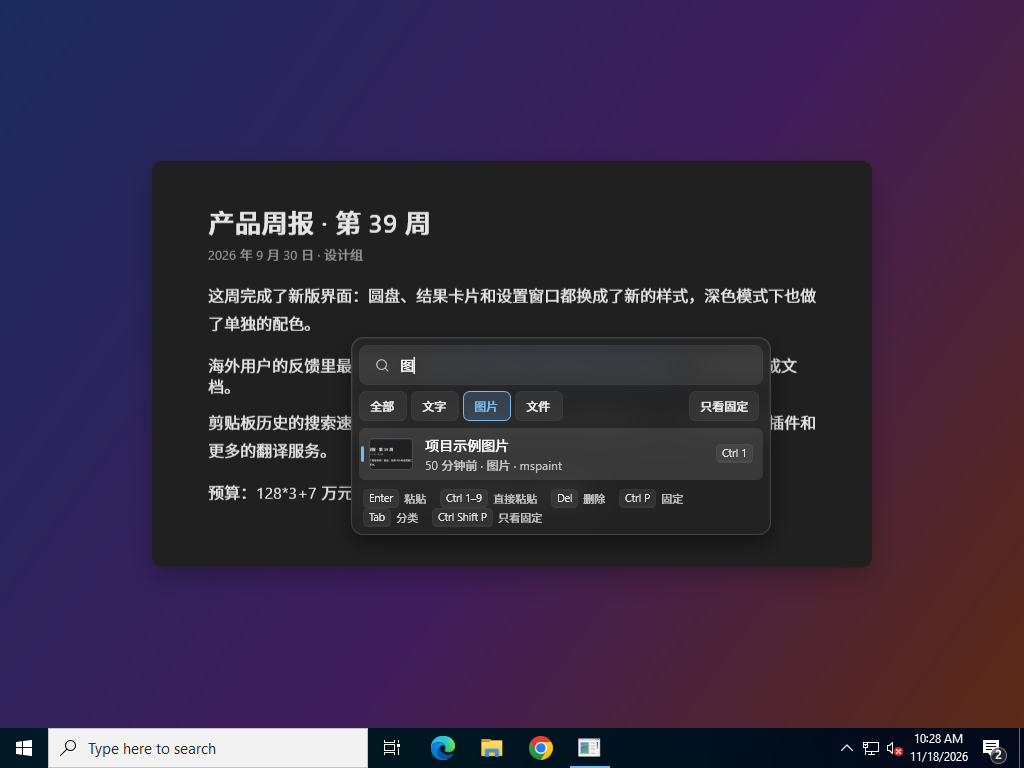 产品周报 · 第 39 周
2026 年 9 月 30 日 · 设计组
这周完成了新版界面：圆盘、结果卡片和设置窗口都换成了新的样式，深色模式下也做
了单独的配色。
海外用户的反馈里最
成文
档。
剪贴板历史的搜索速
插件和
更多的翻译服务。
预算：128*3+7 万元
图
全部 文字 图片 文件 只看固定
项目示例图片
50 分钟前 · 图片 · mspaint
Ctrl 1
Enter 粘贴 Ctrl 1–9 直接粘贴 Del 删除 Ctrl P 固定
Tab 分类 Ctrl Shift P 只看固定
Type here to search
10:28 AM
11/18/2026
2